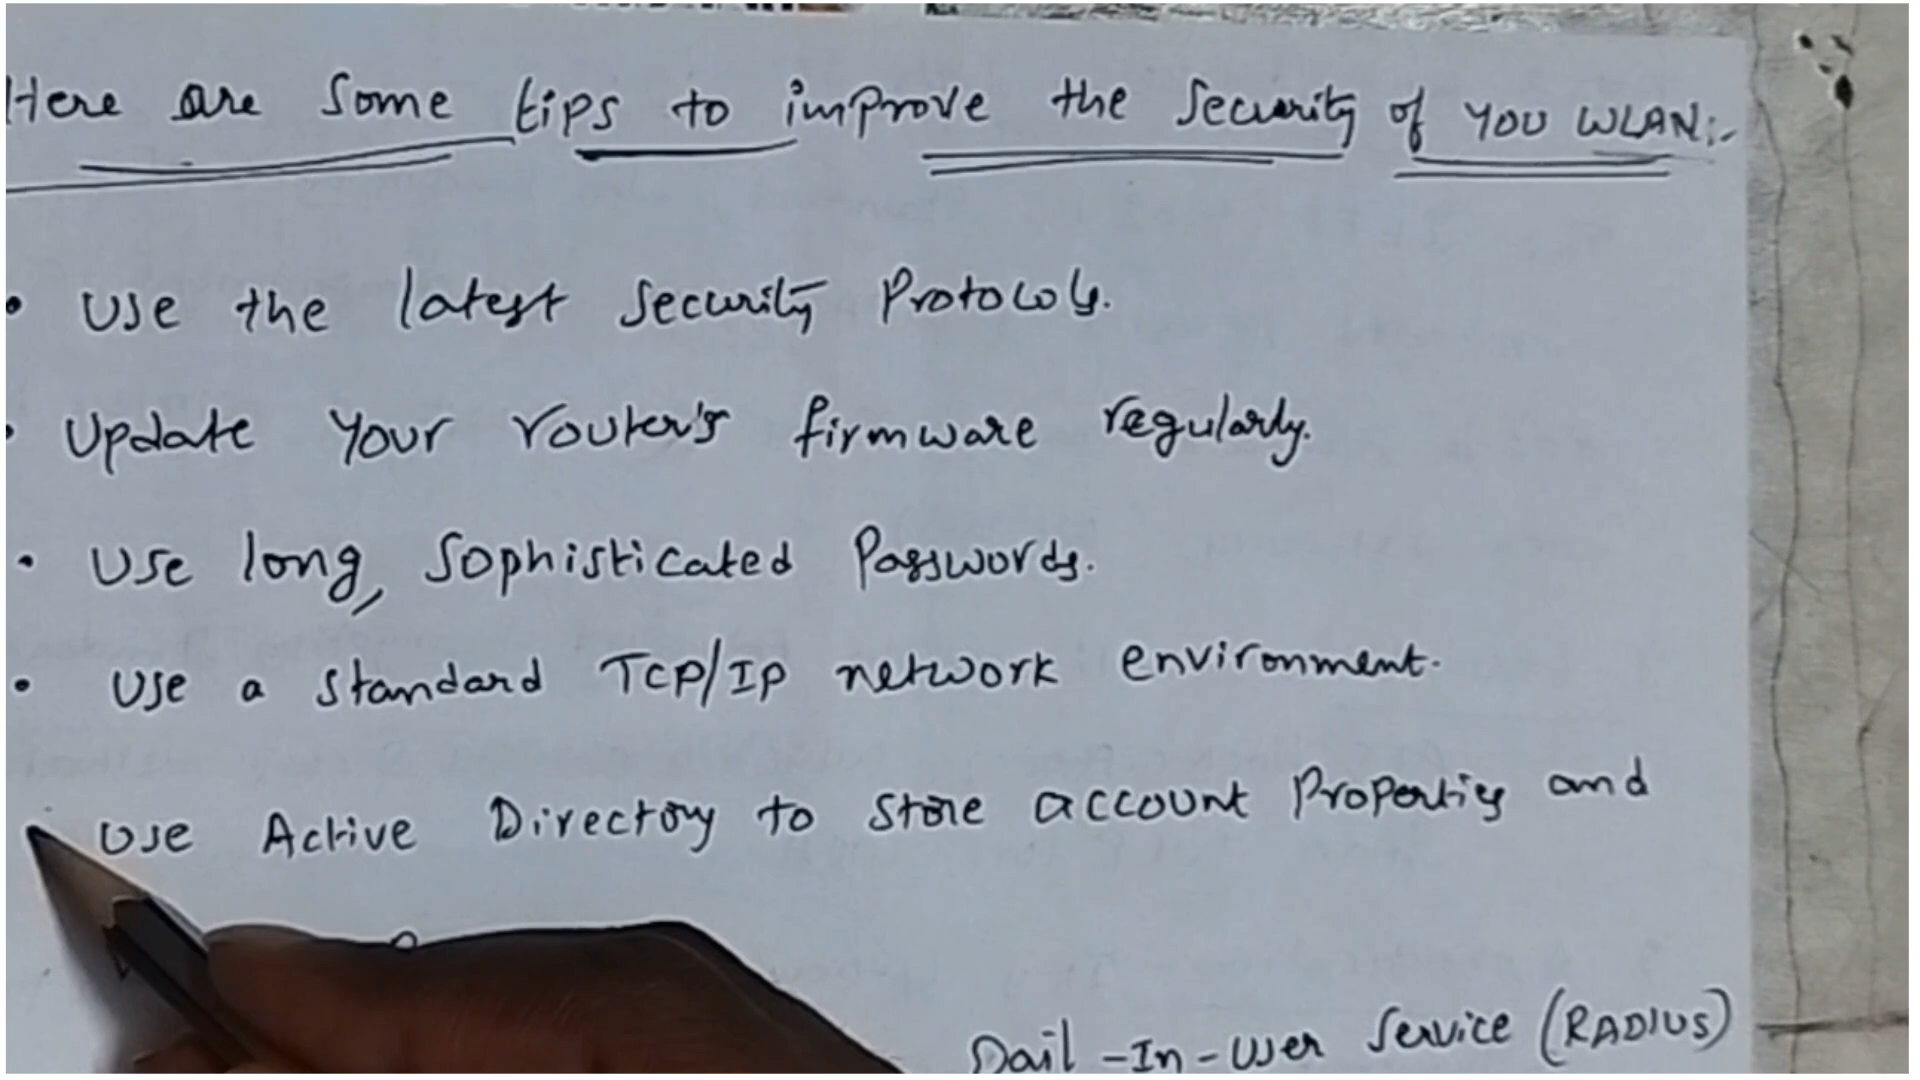 Here are Some tips to improve the Security of you WLAN:-
• Use the latest Security Protocols.
• Update your router's firmware regularly.
• Use long, Sophisticated Passwords.
• Use a Standard TCP/IP network environment.
Use Active Directory to store account Properties and
Dail-In-User Service (RADIUS)